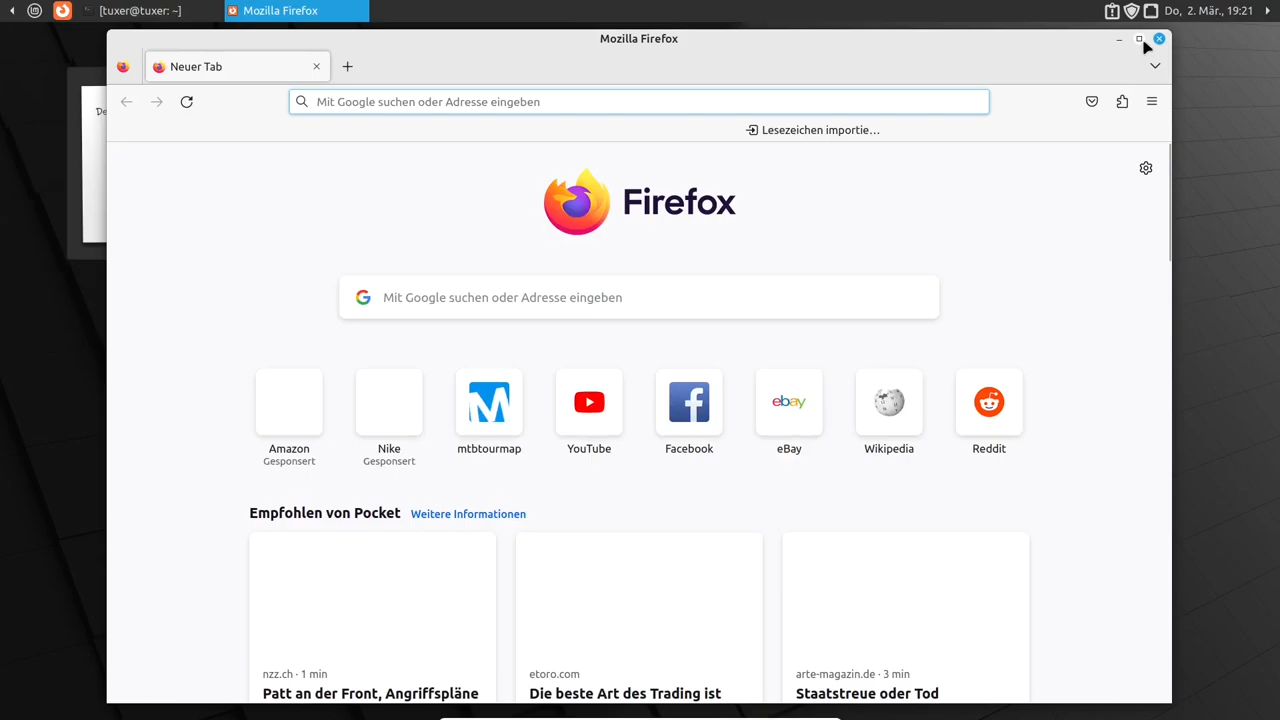 [tuxer@tuxer: ~]
Mozilla Firefox
Do, 2. Mär., 19:21
Mozilla Firefox
Neuer Tab
De
Mit Google suchen oder Adresse eingeben
Lesezeichen importie…
Firefox
Mit Google suchen oder Adresse eingeben
ebay
Amazon
Gesponsert
Nike
Gesponsert
mtbtourmap
YouTube
Facebook
eBay
Wikipedia
Reddit
Empfohlen von Pocket Weitere Informationen
nzz.ch · 1 min
Patt an der Front, Angriffspläne
etoro.com
Die beste Art des Trading ist
arte-magazin.de · 3 min
Staatstreue oder Tod